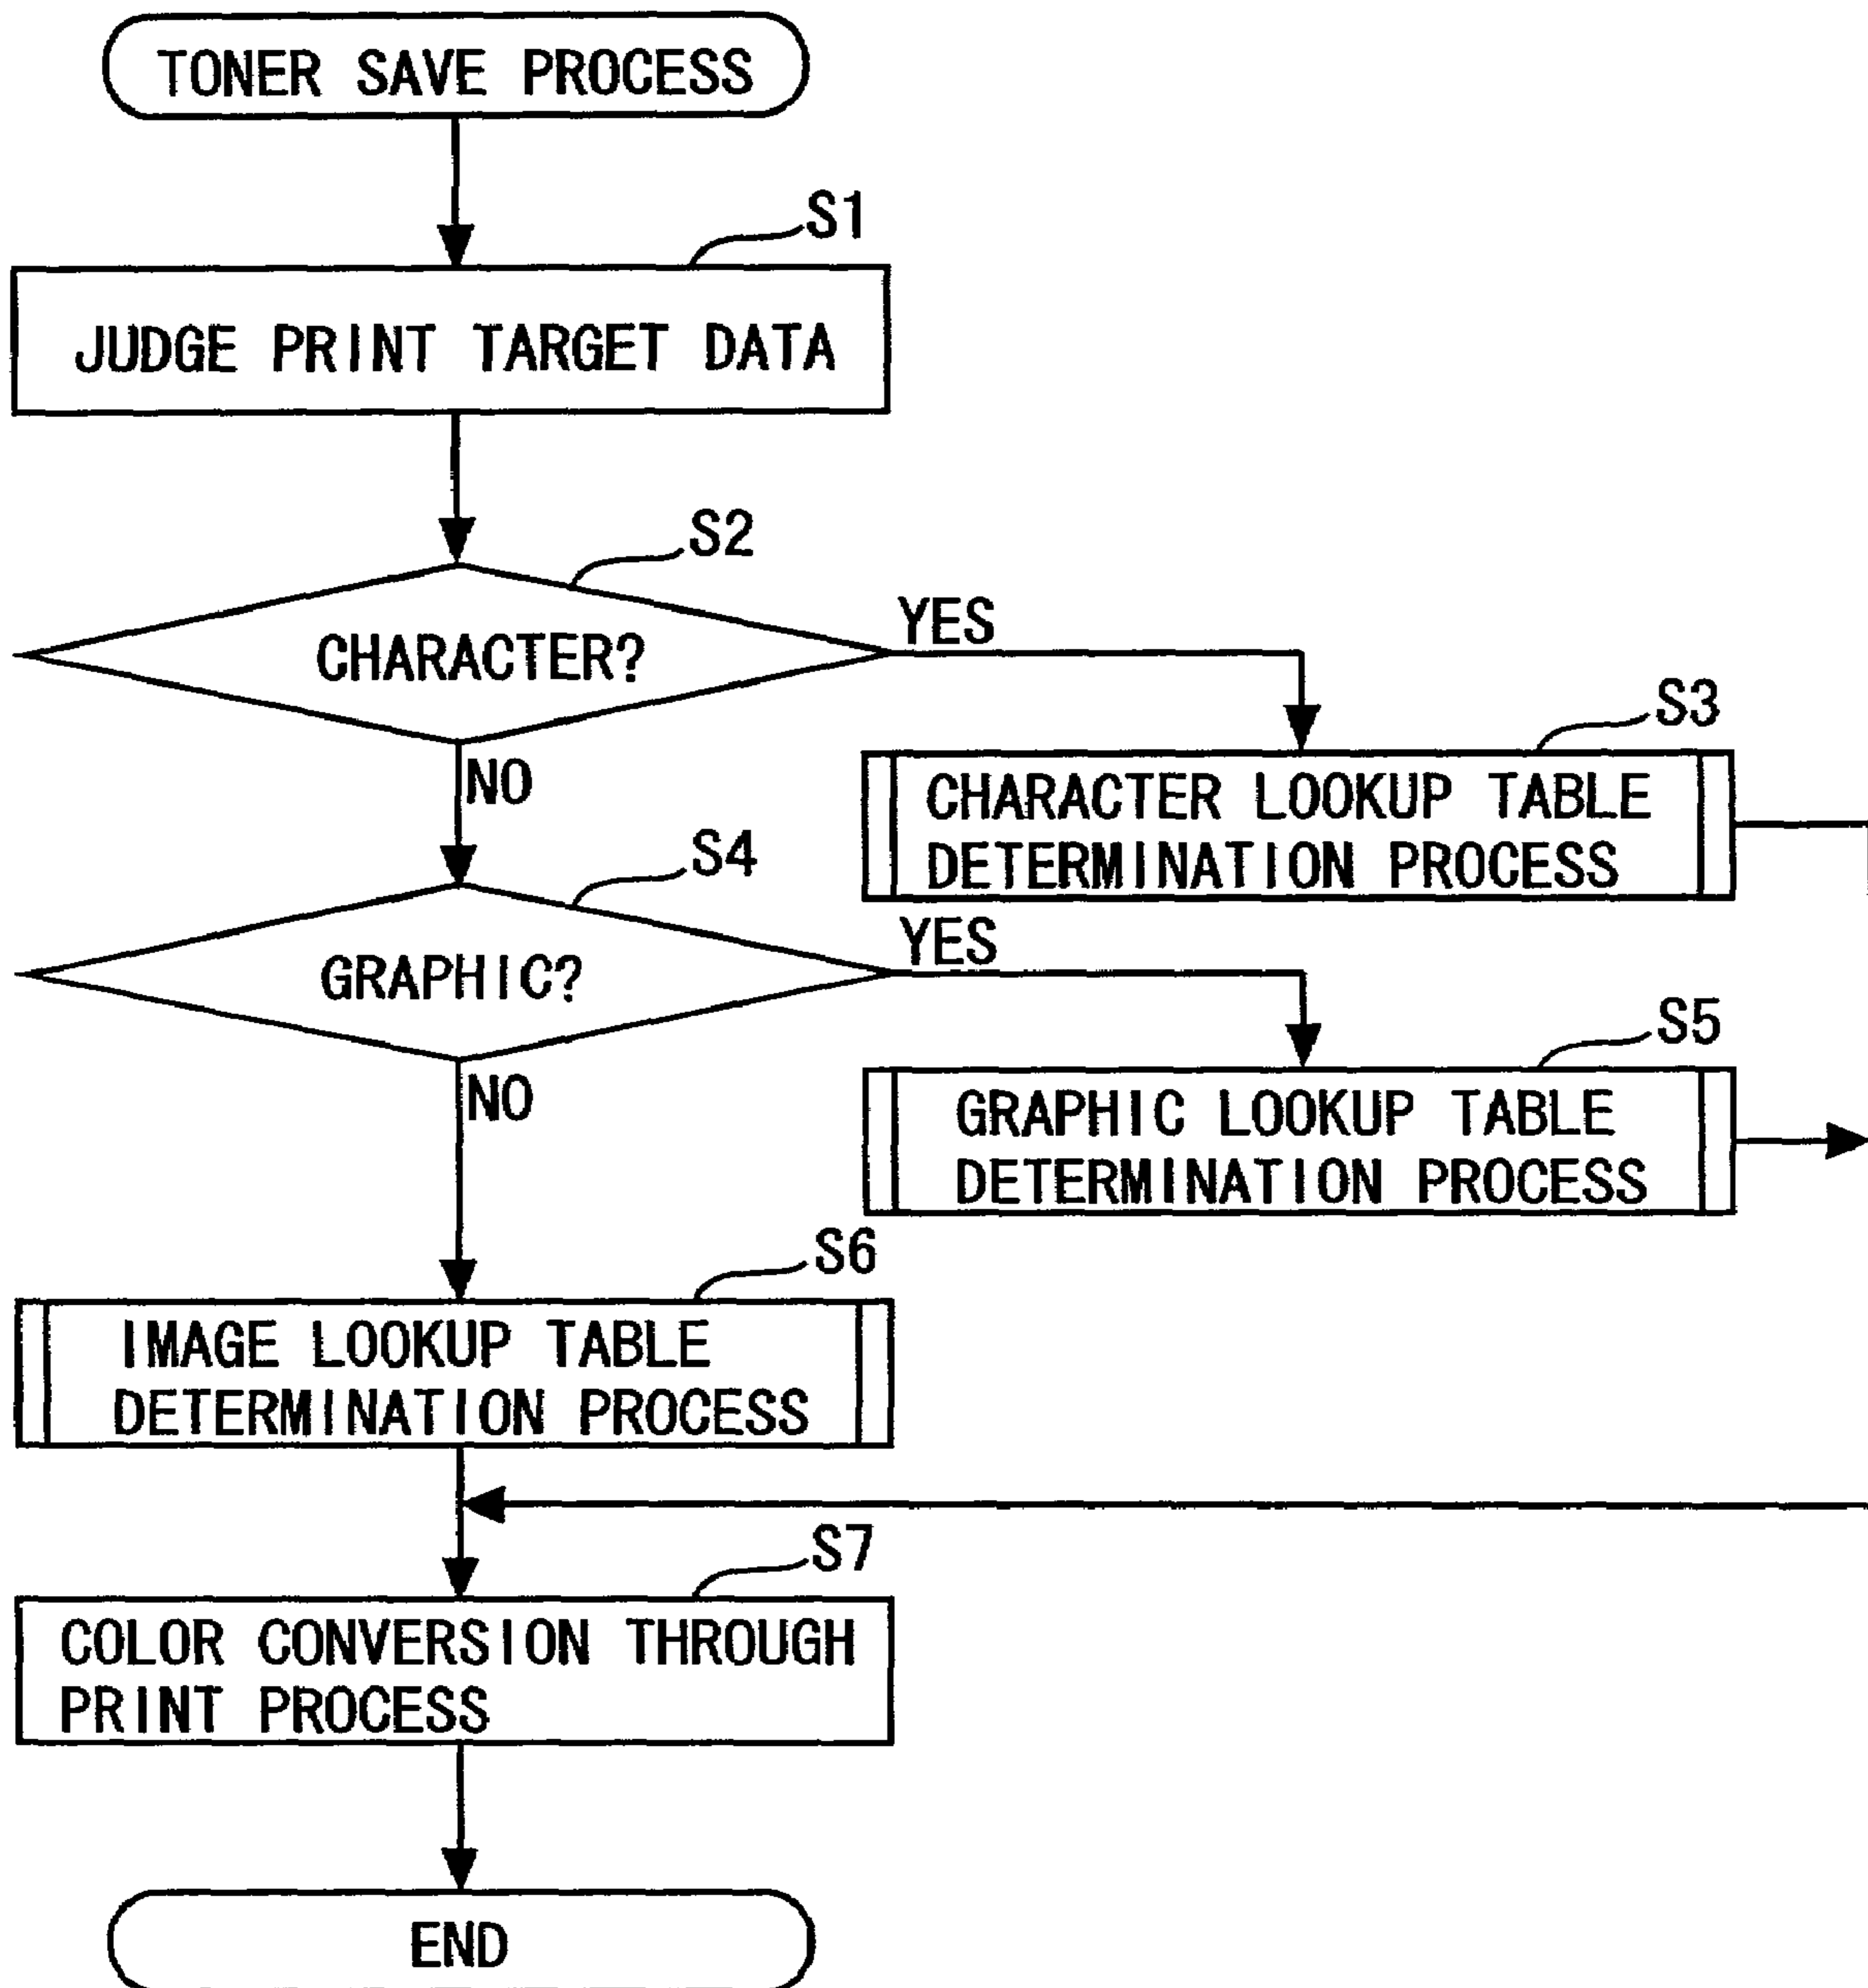 TONER SAVE PROCESS
S1
JUDGE PRINT TARGET DATA
S2
CHARACTER?
YES
NO
S3
CHARACTER LOOKUP TABLE
DETERMINATION PROCESS
S4
GRAPHIC?
YES
NO
S5
GRAPHIC LOOKUP TABLE
DETERMINATION PROCESS
S6
IMAGE LOOKUP TABLE
DETERMINATION PROCESS
S7
COLOR CONVERSION THROUGH
PRINT PROCESS
END